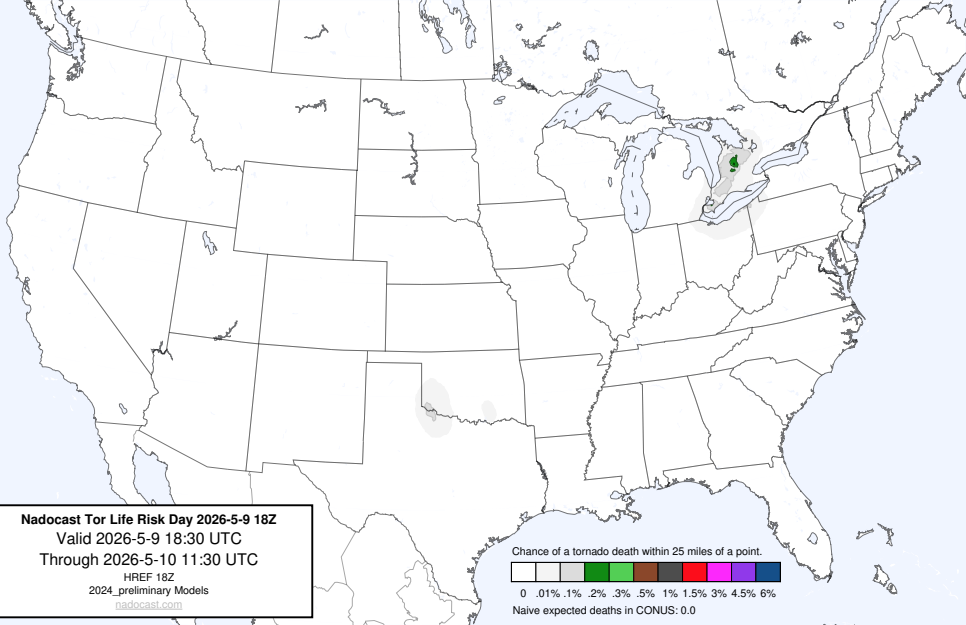 Nadocast Tor Life Risk Day 2026-5-9 18Z
Valid 2026-5-9 18:30 UTC
Through 2026-5-10 11:30 UTC
HREF 18Z
2024_preliminary Models
nadocast.com
Chance of a tornado death within 25 miles of a point.
0 .01% .1% .2% .3% .5% 1% 1.5% 3% 4.5% 6%
Naive expected deaths in CONUS: 0.0